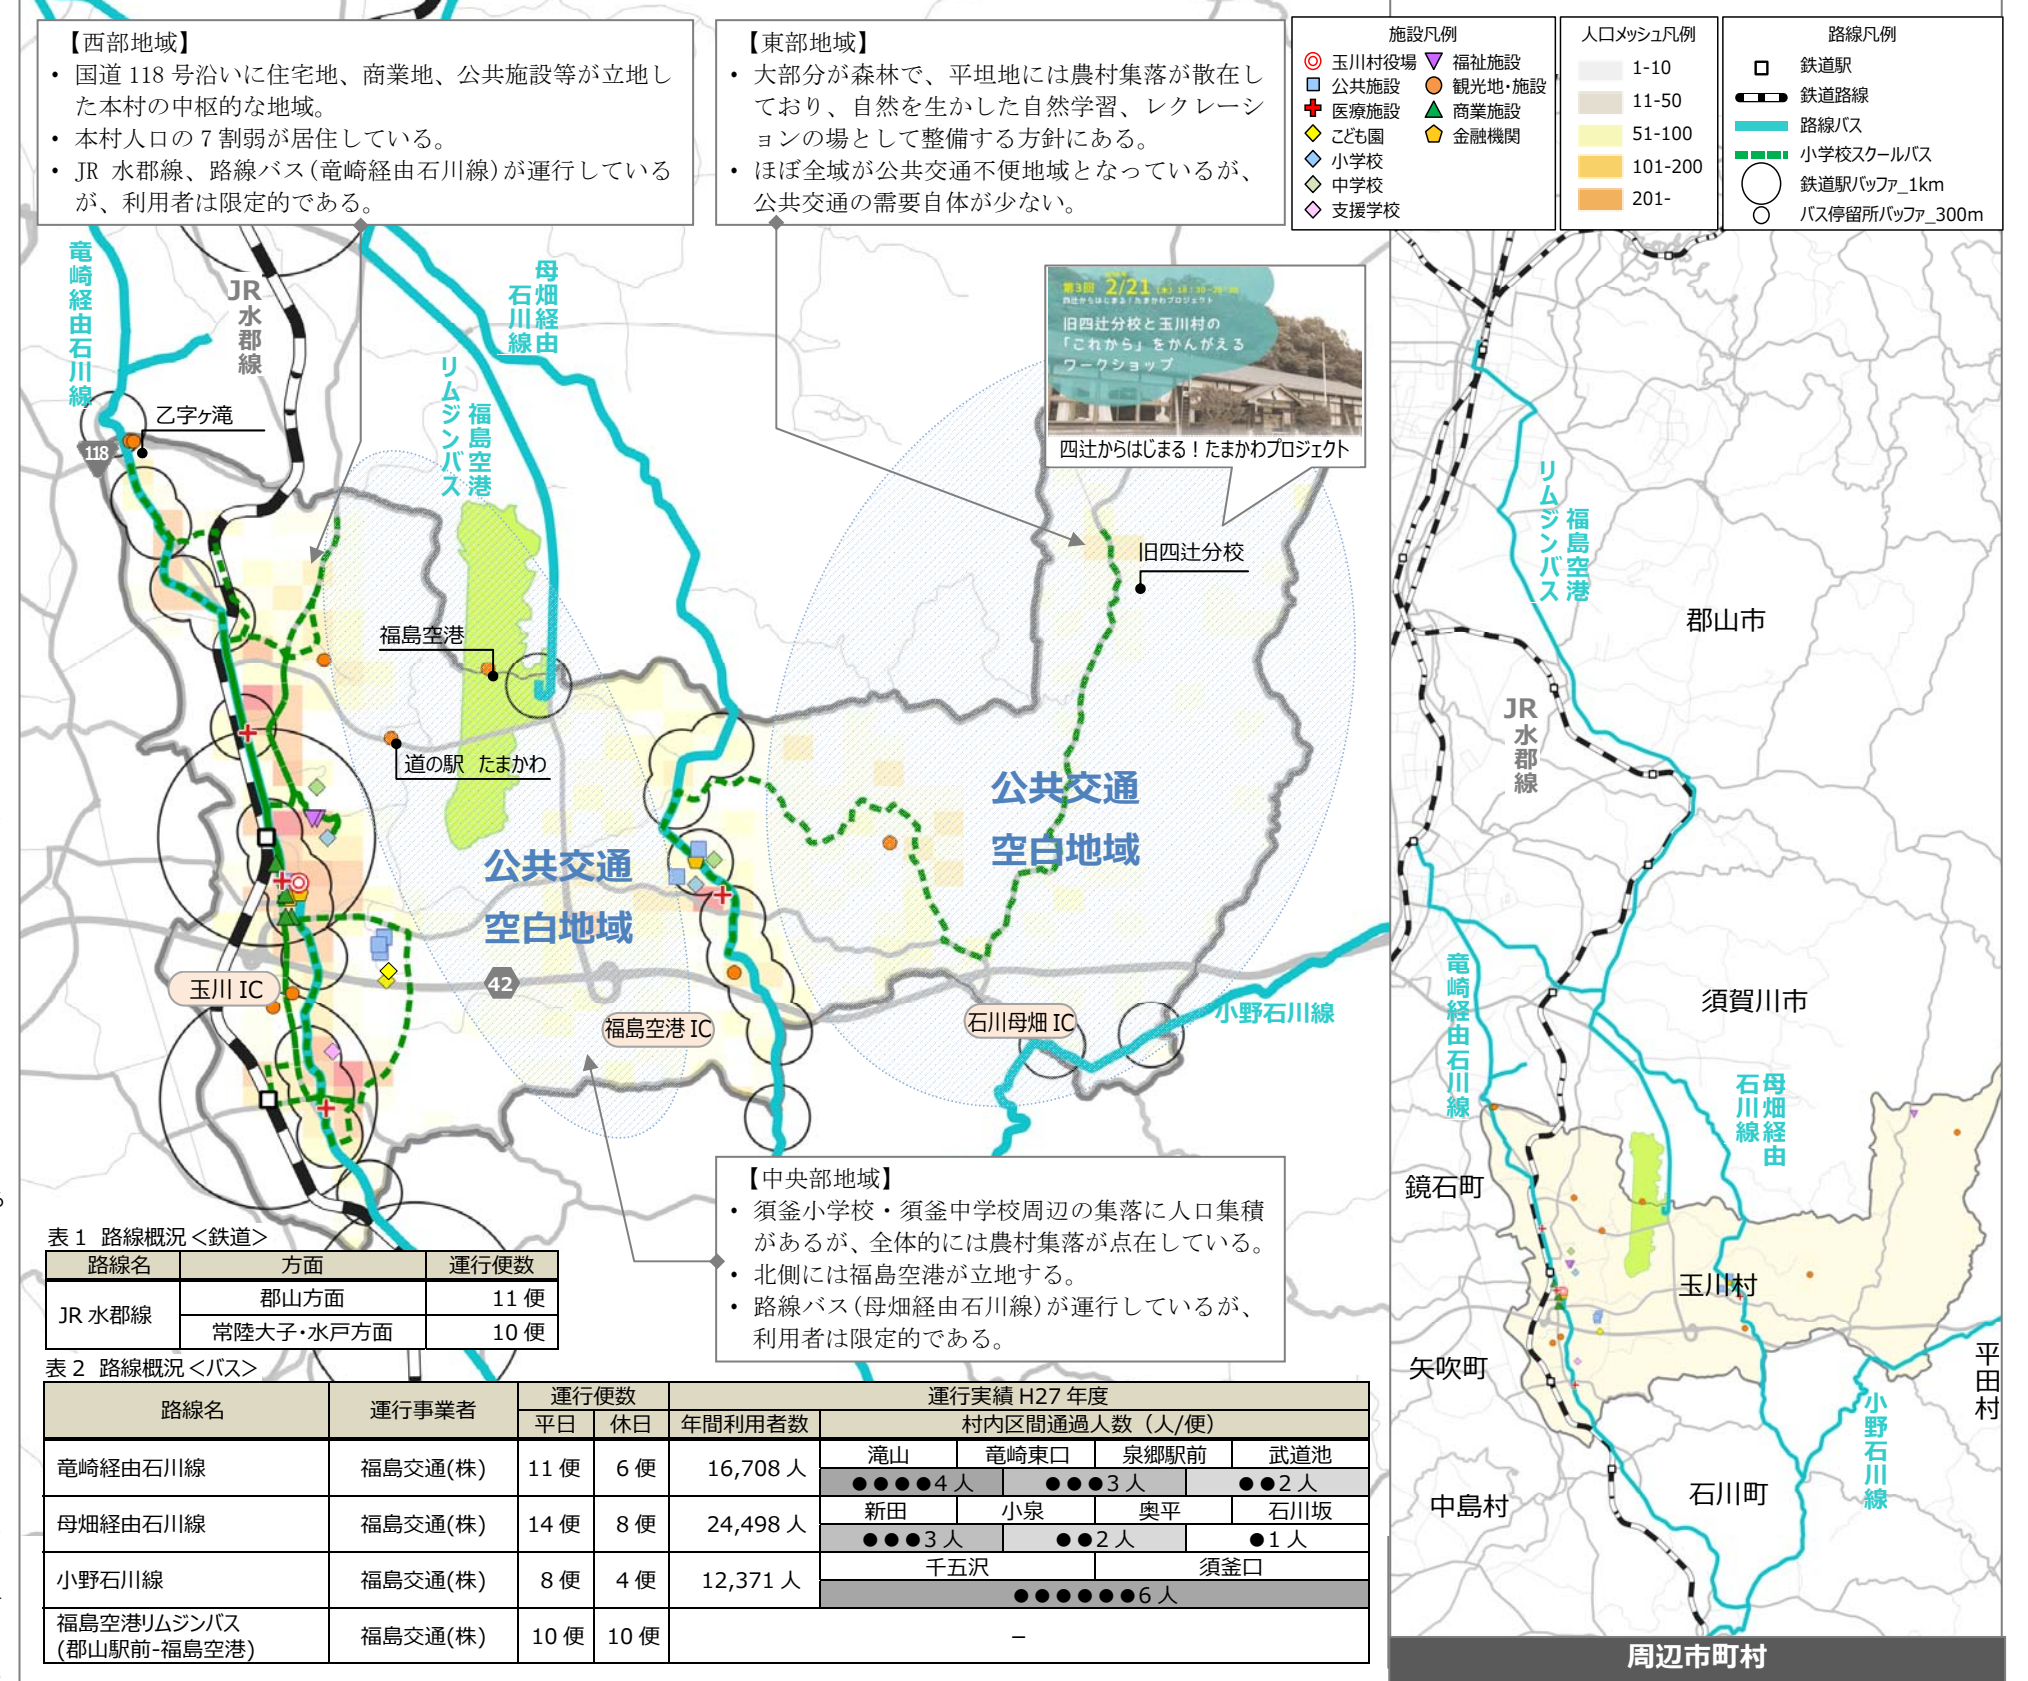 【西部地域】
・ 国道 118 号沿いに住宅地、商業地、公共施設等が立地し
た本村の中枢的な地域。
・ 本村人口の 7 割弱が居住している。
・ JR 水郡線、路線バス(竜崎経由石川線)が運行している
が、利用者は限定的である。
【東部地域】
・ 大部分が森林で、平坦地には農村集落が散在し
ており、自然を生かした自然学習、レクレーシ
ョンの場として整備する方針にある。
・ ほぼ全域が公共交通不便地域となっているが、
公共交通の需要自体が少ない。
施設凡例
玉川村役場
公共施設
医療施設
こども園
小学校
中学校
支援学校
福祉施設
観光地・施設
商業施設
金融機関
人口メッシュ凡例
1-10
11-50
51-100
101-200
201-
路線凡例
鉄道駅
鉄道路線
路線バス
小学校スクールバス
鉄道駅バッファ_1km
バス停留所バッファ_300m
竜崎経由石川線
JR水郡線
母畑経由
石川線
福島空港
リムジンバス
第3回 2/21
四辻からはじまる！たまかわプロジェクト
旧四辻分校と玉川村の
「これから」をかんがえる
ワークショップ
四辻からはじまる！たまかわプロジェクト
乙字ヶ滝
118
旧四辻分校
福島空港
道の駅 たまかわ
公共交通
空白地域
公共交通
空白地域
玉川 IC
42
福島空港 IC
石川母畑 IC
小野石川線
【中央部地域】
・ 須釜小学校・須釜中学校周辺の集落に人口集積
があるが、全体的には農村集落が点在している。
・ 北側には福島空港が立地する。
・ 路線バス(母畑経由石川線)が運行しているが、
利用者は限定的である。
表 1 路線概況＜鉄道＞
路線名 方面 運行便数
JR 水郡線 郡山方面 11 便
常陸大子・水戸方面 10 便
表 2 路線概況＜バス＞
路線名 運行事業者 運行便数 運行実績 H27 年度
平日 休日 年間利用者数 村内区間通過人数（人/便）
竜崎経由石川線 福島交通(株) 11 便 6 便 16,708 人 滝山 竜崎東口 泉郷駅前 武道池
●●●●4 人 ●●●3 人 ●●2 人
母畑経由石川線 福島交通(株) 14 便 8 便 24,498 人 新田 小泉 奥平 石川坂
●●●3 人 ●●2 人 ●1 人
小野石川線 福島交通(株) 8 便 4 便 12,371 人 千五沢 須釜口
●●●●●●6 人
福島空港リムジンバス
(郡山駅前-福島空港) 福島交通(株) 10 便 10 便 −
福島空港
リムジンバス
郡山市
JR水郡線
竜崎経由石川線
須賀川市
母畑経由
石川線
鏡石町
玉川村
矢吹町
平田村
小野石川線
中島村
石川町
周辺市町村